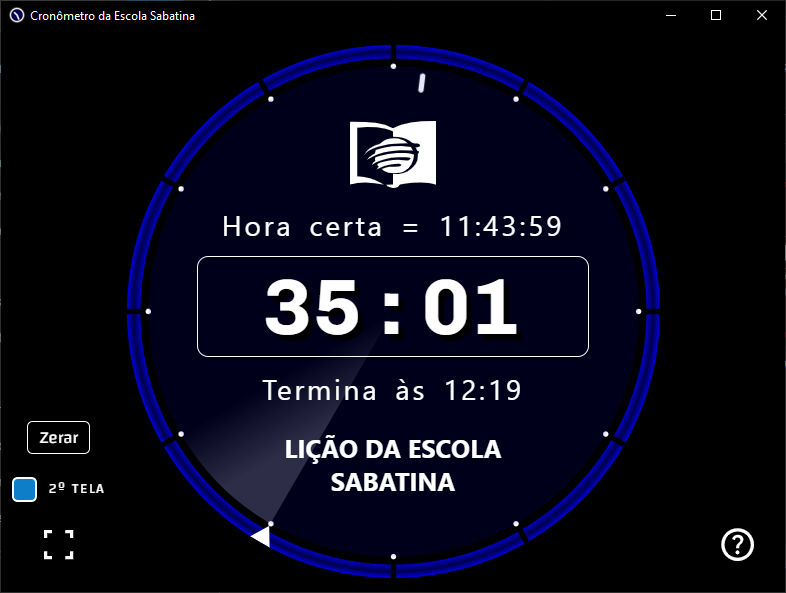 Cronômetro da Escola Sabatina
Hora certa = 11:43:59
35:01
Termina às 12:19
LIÇÃO DA ESCOLA
SABATINA
Zerar
2º TELA
?